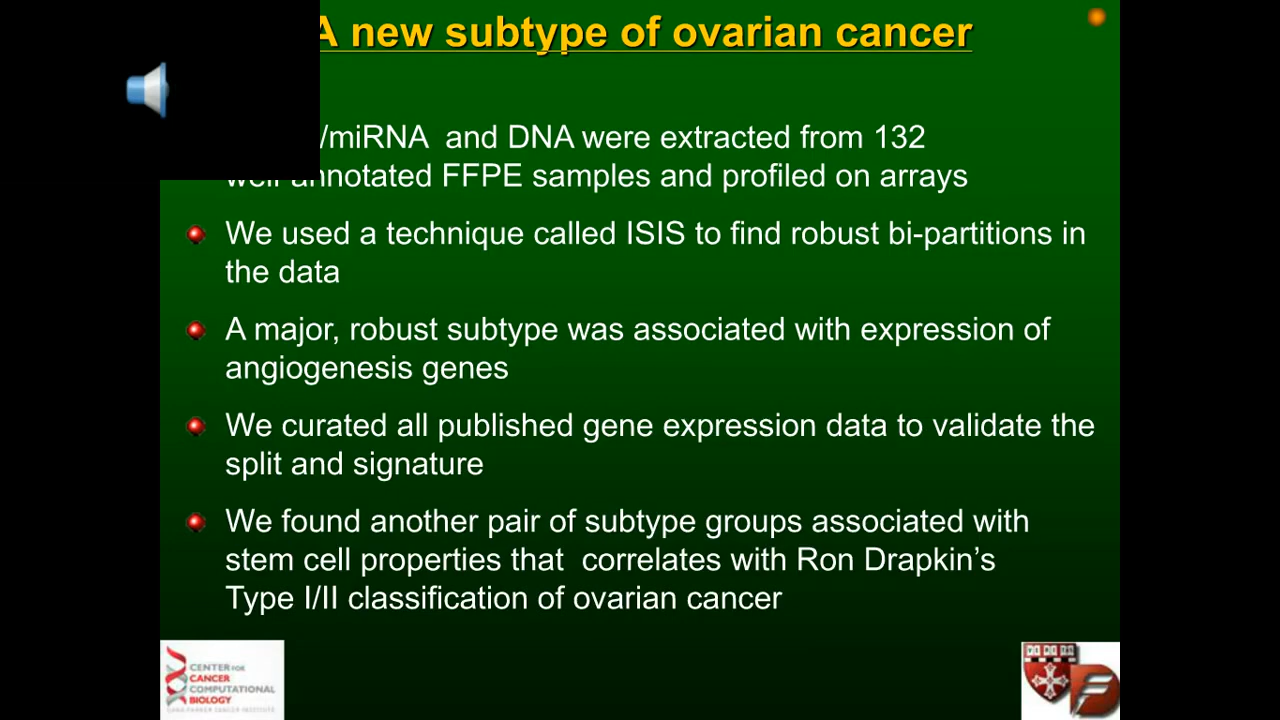 A new subtype of ovarian cancer
/miRNA and DNA were extracted from 132
well annotated FFPE samples and profiled on arrays
We used a technique called ISIS to find robust bi-partitions in
the data
A major, robust subtype was associated with expression of
angiogenesis genes
We curated all published gene expression data to validate the
split and signature
We found another pair of subtype groups associated with
stem cell properties that correlates with Ron Drapkin's
Type I/II classification of ovarian cancer
CENTER FOR
CANCER
COMPUTATIONAL
BIOLOGY
DANA-FARBER CANCER INSTITUTE